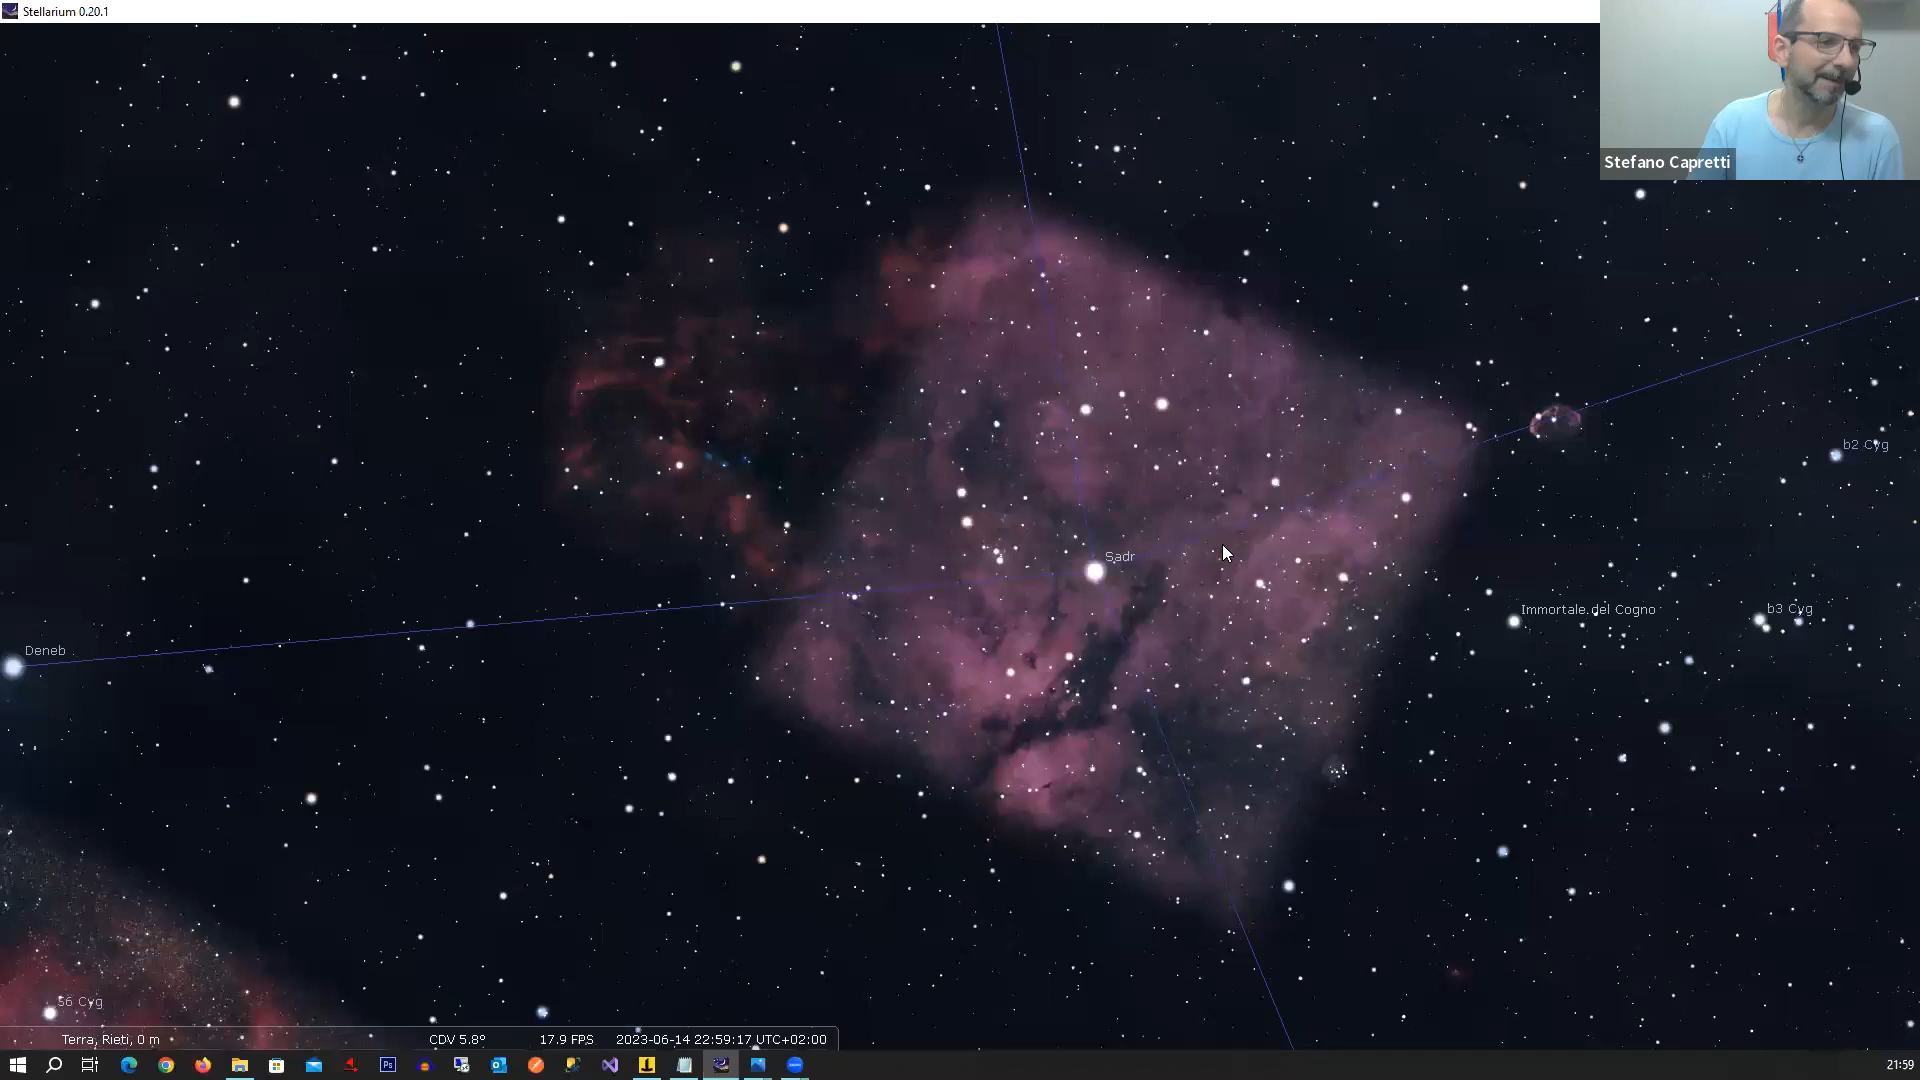 Stellarium 0.20.1
Stefano Capretti
b2 Cyg
Sadr
Immortale del Cogno
b3 Cyg
Deneb
56 Cyg
Terra, Rieti, 0 m
CDV 5.8°
17.9 FPS
2023-06-14 22:59:17 UTC+02:00
Ps
21:59